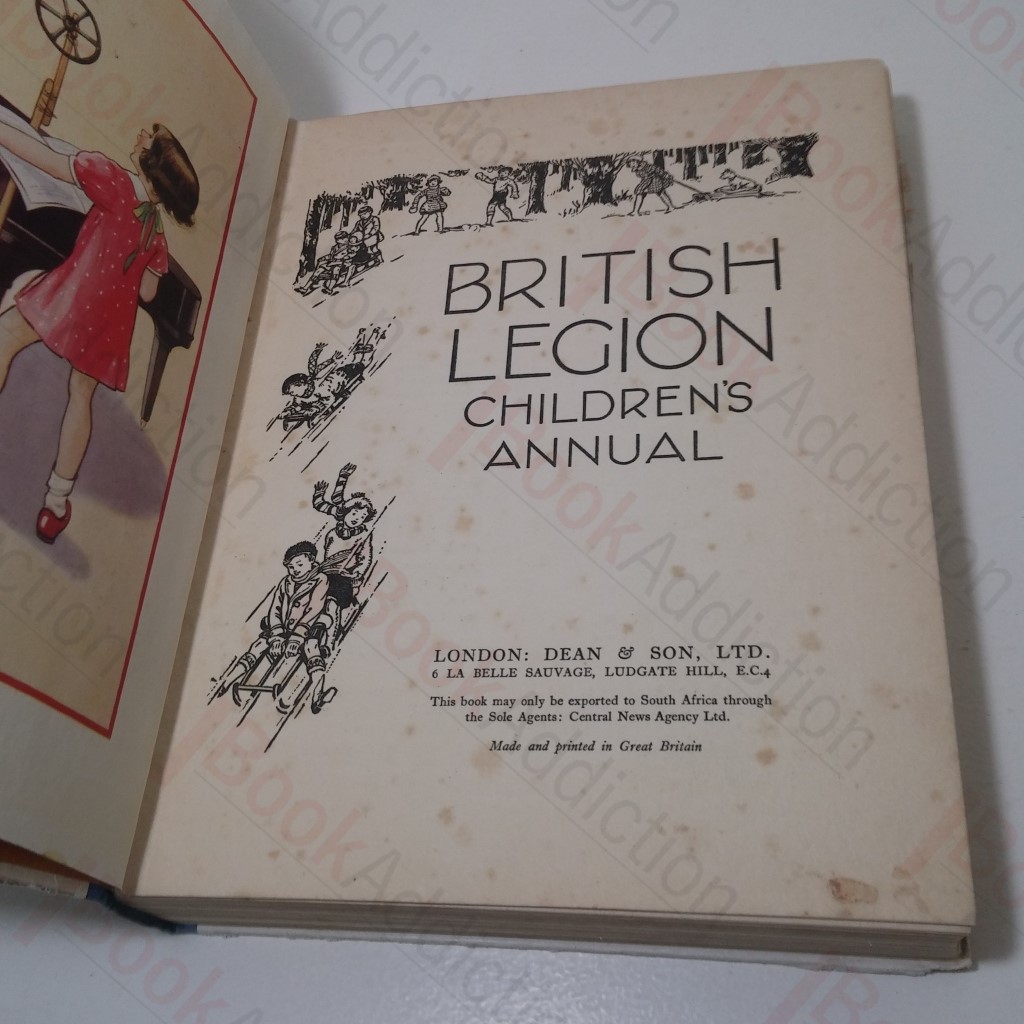 BRITISH
LEGION
CHILDREN'S
ANNUAL
LONDON: DEAN & SON, LTD.
6 LA BELLE SAUVAGE, LUDGATE HILL, E.C.4
This book may only be exported to South Africa through
the Sole Agents: Central News Agency Ltd.
Made and printed in Great Britain
BookAddiction